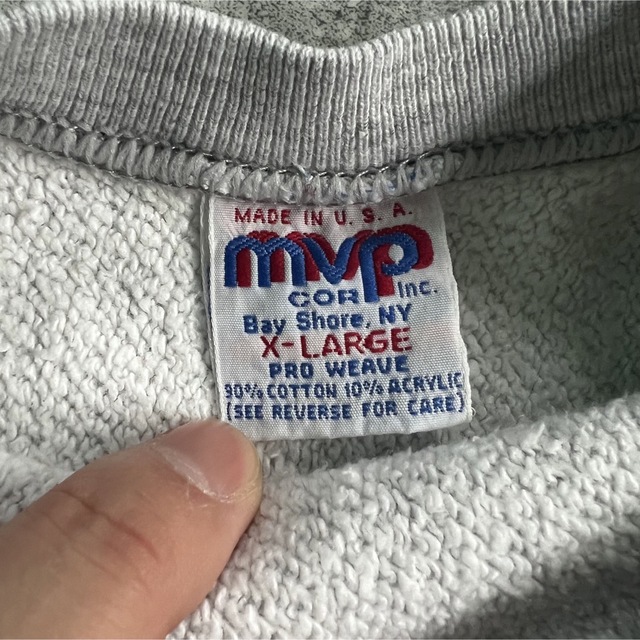 MADE IN U. S. A.
mvp
CORP Inc.
Bay Shore, NY
X-LARGE
PRO WEAVE
90% COTTON 10% ACRYLIC
(SEE REVERSE FOR CARE)